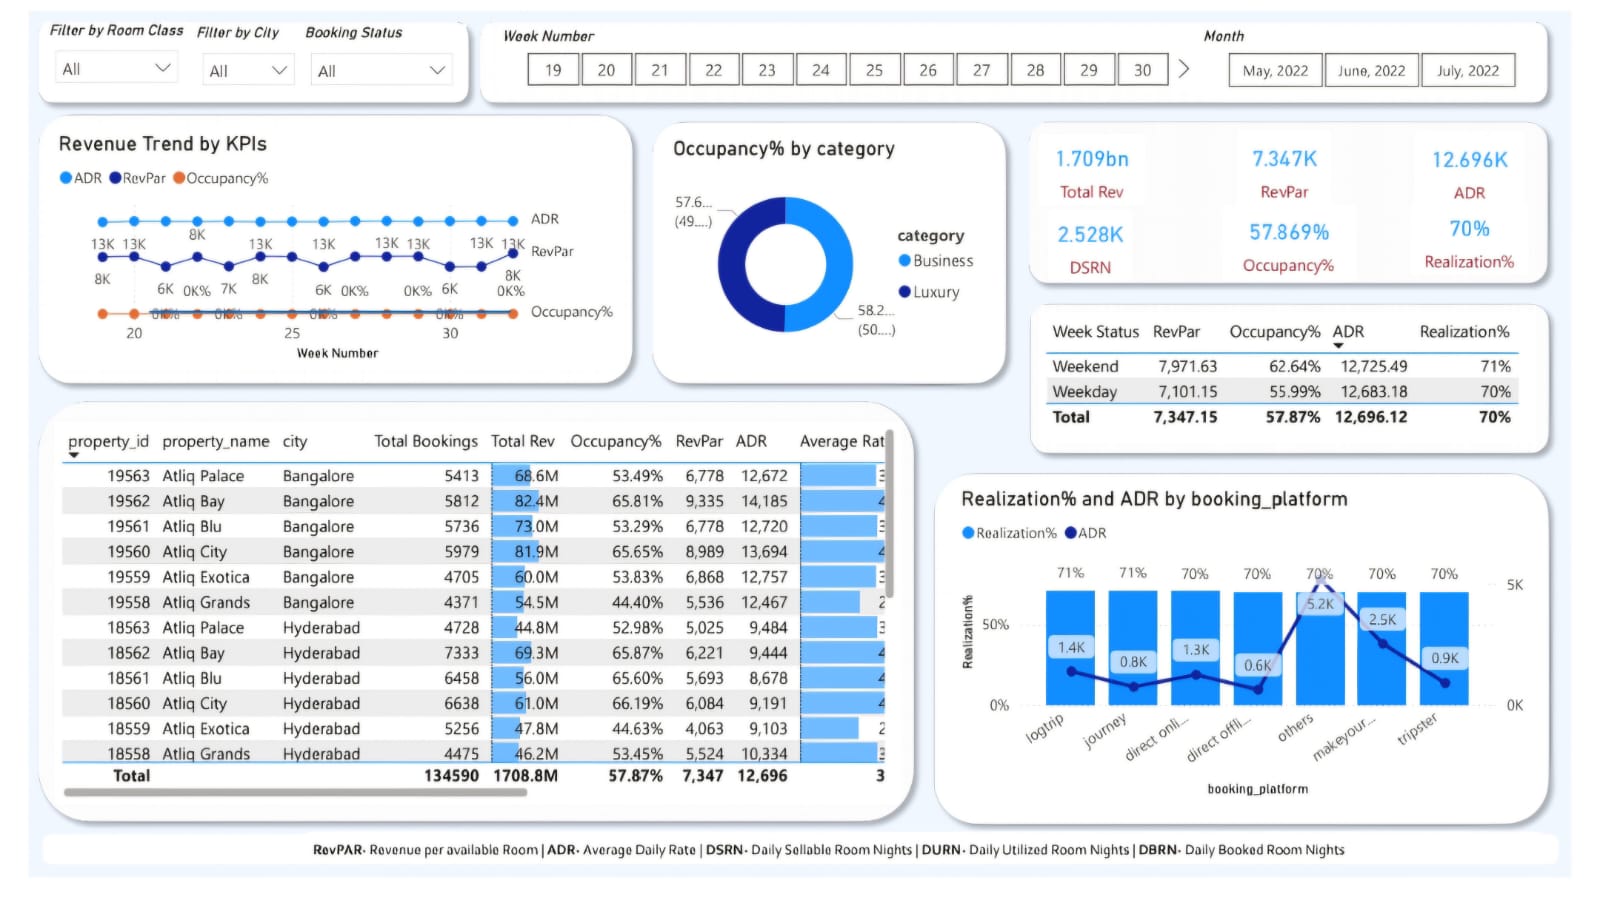 Filter by Room Class
All
Filter by City
All
Booking Status
All
Week Number
19 20 21 22 23 24 25 26 27 28 29 30
Month
May, 2022 June, 2022 July, 2022
Revenue Trend by KPIs
ADR RevPar Occupancy%
ADR
8K
13K 13K 13K 13K 13K 13K 13K 13K
RevPar
8K 8K 8K
6K 0K% 7K 6K 0K% 0K% 6K 0K%
Occupancy%
20 25 30
Week Number
Occupancy% by category
57.6...
(49....)
58.2...
(50....)
category
Business
Luxury
1.709bn
Total Rev
7.347K
RevPar
12.696K
ADR
2.528K
DSRN
57.869%
Occupancy%
70%
Realization%
Week Status RevPar Occupancy% ADR Realization%
Weekend 7,971.63 62.64% 12,725.49 71%
Weekday 7,101.15 55.99% 12,683.18 70%
Total 7,347.15 57.87% 12,696.12 70%
property_id property_name city Total Bookings Total Rev Occupancy% RevPar ADR Average Rat
19563 Atliq Palace Bangalore 5413 68.6M 53.49% 6,778 12,672 3
19562 Atliq Bay Bangalore 5812 82.4M 65.81% 9,335 14,185 4
19561 Atliq Blu Bangalore 5736 73.0M 53.29% 6,778 12,720 3
19560 Atliq City Bangalore 5979 81.9M 65.65% 8,989 13,694 4
19559 Atliq Exotica Bangalore 4705 60.0M 53.83% 6,868 12,757 3
19558 Atliq Grands Bangalore 4371 54.5M 44.40% 5,536 12,467 2
18563 Atliq Palace Hyderabad 4728 44.8M 52.98% 5,025 9,484 3
18562 Atliq Bay Hyderabad 7333 69.3M 65.87% 6,221 9,444 4
18561 Atliq Blu Hyderabad 6458 56.0M 65.60% 5,693 8,678 4
18560 Atliq City Hyderabad 6638 61.0M 66.19% 6,084 9,191 4
18559 Atliq Exotica Hyderabad 5256 47.8M 44.63% 4,063 9,103 2
18558 Atliq Grands Hyderabad 4475 46.2M 53.45% 5,524 10,334 3
Total 134590 1708.8M 57.87% 7,347 12,696 3
Realization% and ADR by booking_platform
Realization% ADR
71% 71% 70% 70% 70% 70% 70%
5K
50%
0%
0K
Realization%
1.4K 0.8K 1.3K 0.6K 5.2K 2.5K 0.9K
logtrip journey direct onli... direct offli... others makeyour... tripster
booking_platform
RevPAR- Revenue per available Room | ADR- Average Daily Rate | DSRN- Daily Sellable Room Nights | DURN- Daily Utilized Room Nights | DBRN- Daily Booked Room Nights